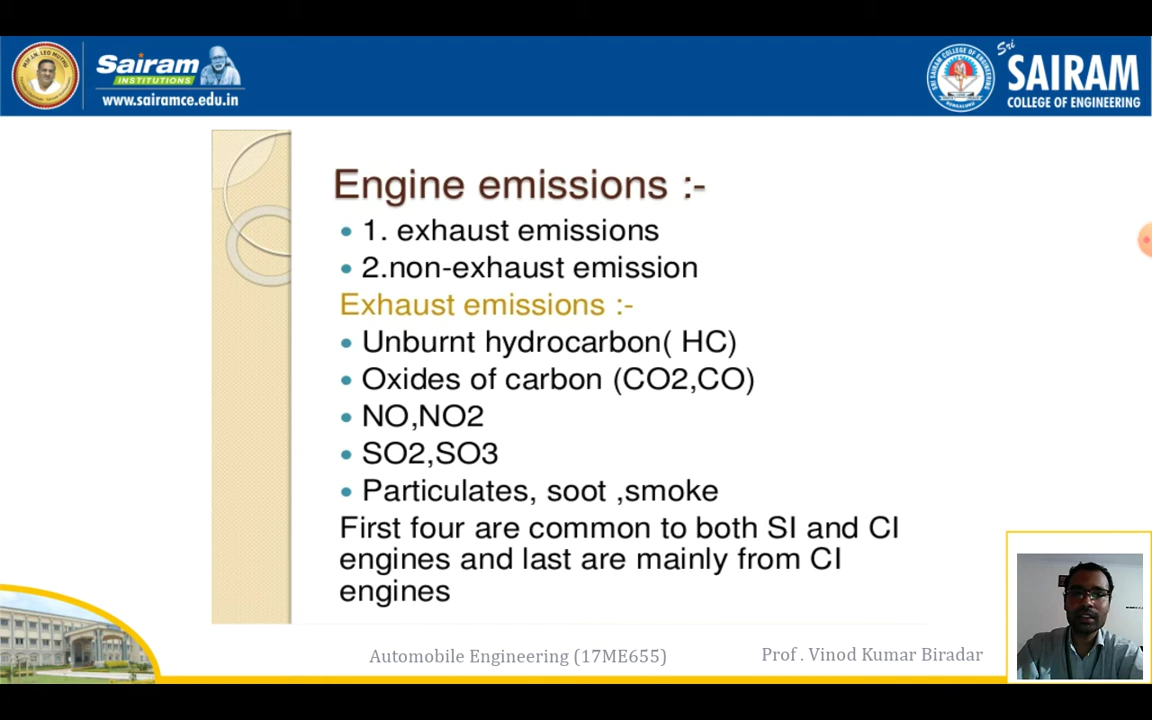 Sairam
INSTITUTIONS
www.sairamce.edu.in
Sri
SAIRAM
COLLEGE OF ENGINEERING
Engine emissions :-
• 1. exhaust emissions
• 2.non-exhaust emission
Exhaust emissions :-
• Unburnt hydrocarbon( HC)
• Oxides of carbon (CO2,CO)
• NO,NO2
• SO2,SO3
• Particulates, soot ,smoke
First four are common to both SI and CI
engines and last are mainly from CI
engines
Automobile Engineering (17ME655)
Prof . Vinod Kumar Biradar